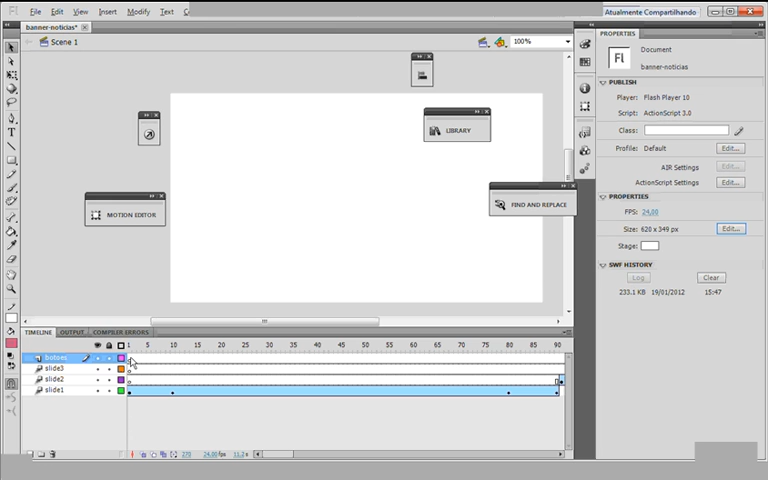 Fl File Edit View Insert Modify Text C
Atualmente Compartilhando
banner-noticias*
Scene 1
100%
LIBRARY
FIND AND REPLACE
MOTION EDITOR
PROPERTIES
Fl
Document
banner-noticias
PUBLISH
Player: Flash Player 10
Script: ActionScript 3.0
Class:
Profile: Default Edit...
AIR Settings Edit...
ActionScript Settings Edit...
PROPERTIES
FPS: 24,00
Size: 620 x 349 px Edit...
Stage:
SWF HISTORY
Log Clear
233.1 KB 19/01/2012 15:47
TIMELINE OUTPUT COMPILER ERRORS
1 5 10 15 20 25 30 35 40 45 50 55 60 65 70 75 80 85 90
botoes
slide3
slide2
slide1
270 24,00 fps 11,2 s